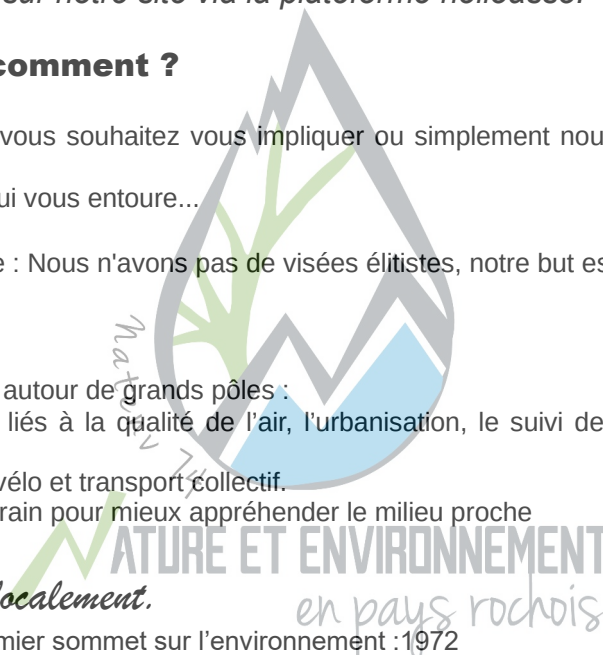 sur notre site via la plateforme helloasso.
comment ?
vous souhaitez vous impliquer ou simplement nou
ui vous entoure...
e : Nous n'avons pas de visées élitistes, notre but es
autour de grands pôles :
liés à la qualité de l’air, l’urbanisation, le suivi de
vélo et transport collectif.
rain pour mieux appréhender le milieu proche
localement.
mier sommet sur l’environnement :1972
natenv 74
NATURE ET ENVIRONNEMENT
en pays rochois